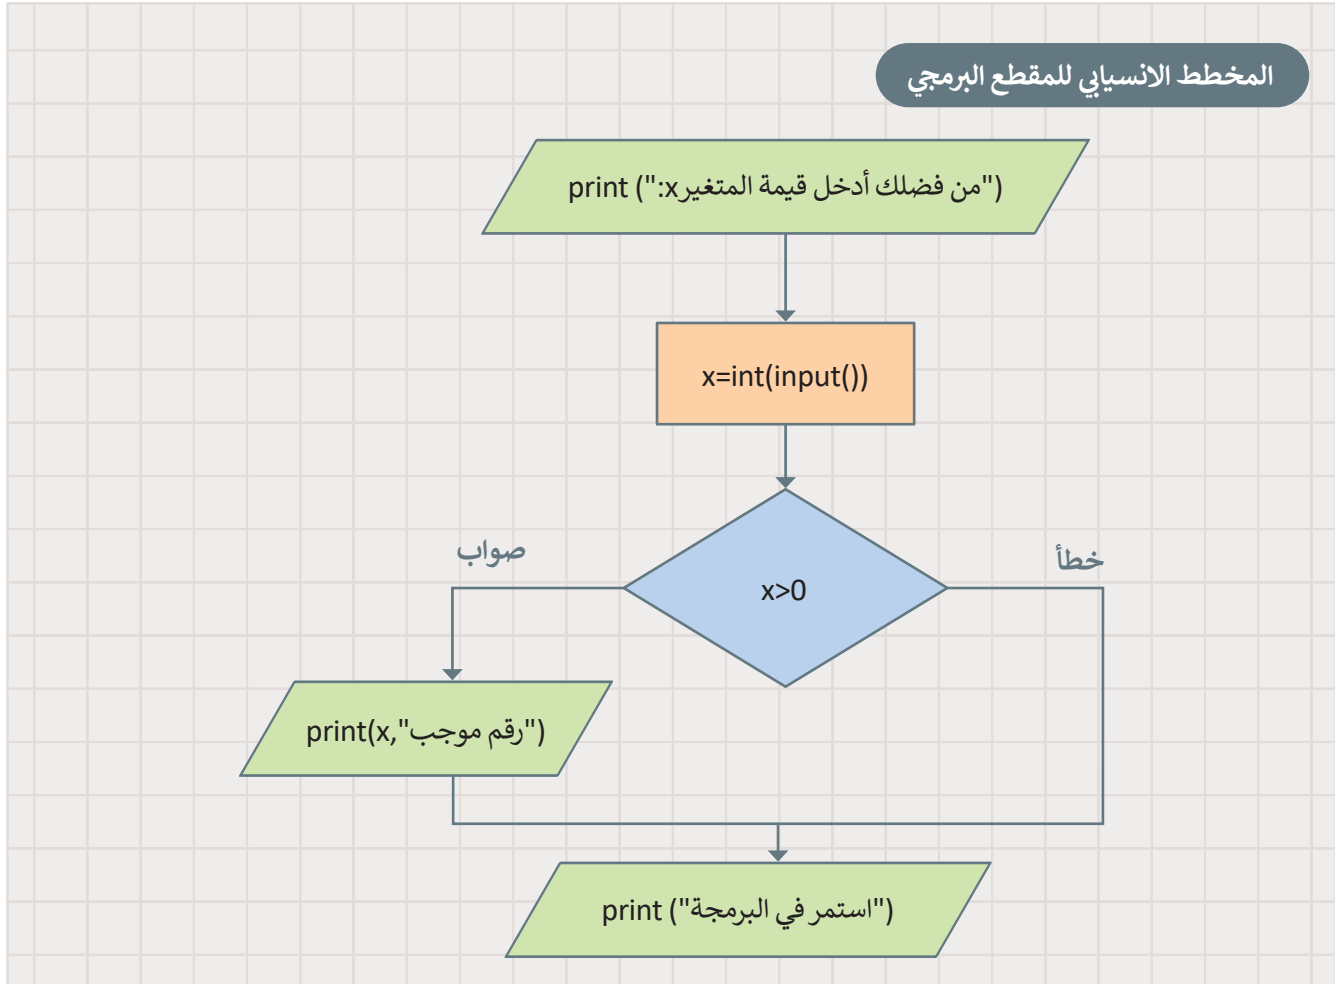 المخطط الانسيابي للمقطع البرمجي
print ("من فضلك أدخل قيمة المتغيرx:")
x=int(input())
x>0
صواب
خطأ
print(x,"رقم موجب")
print ("استمر في البرمجة")